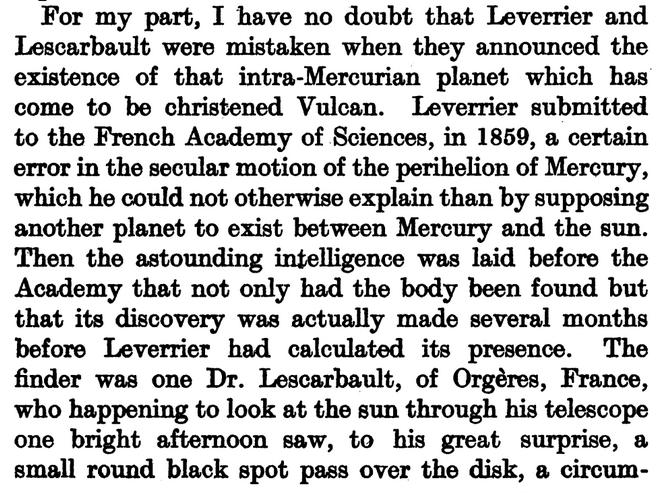 For my part, I have no doubt that Leverrier and
Lescarbault were mistaken when they announced the
existence of that intra-Mercurian planet which has
come to be christened Vulcan. Leverrier submitted
to the French Academy of Sciences, in 1859, a certain
error in the secular motion of the perihelion of Mercury,
which he could not otherwise explain than by supposing
another planet to exist between Mercury and the sun.
Then the astounding intelligence was laid before the
Academy that not only had the body been found but
that its discovery was actually made several months
before Leverrier had calculated its presence. The
finder was one Dr. Lescarbault, of Orgères, France,
who happening to look at the sun through his telescope
one bright afternoon saw, to his great surprise, a
small round black spot pass over the disk, a circum-